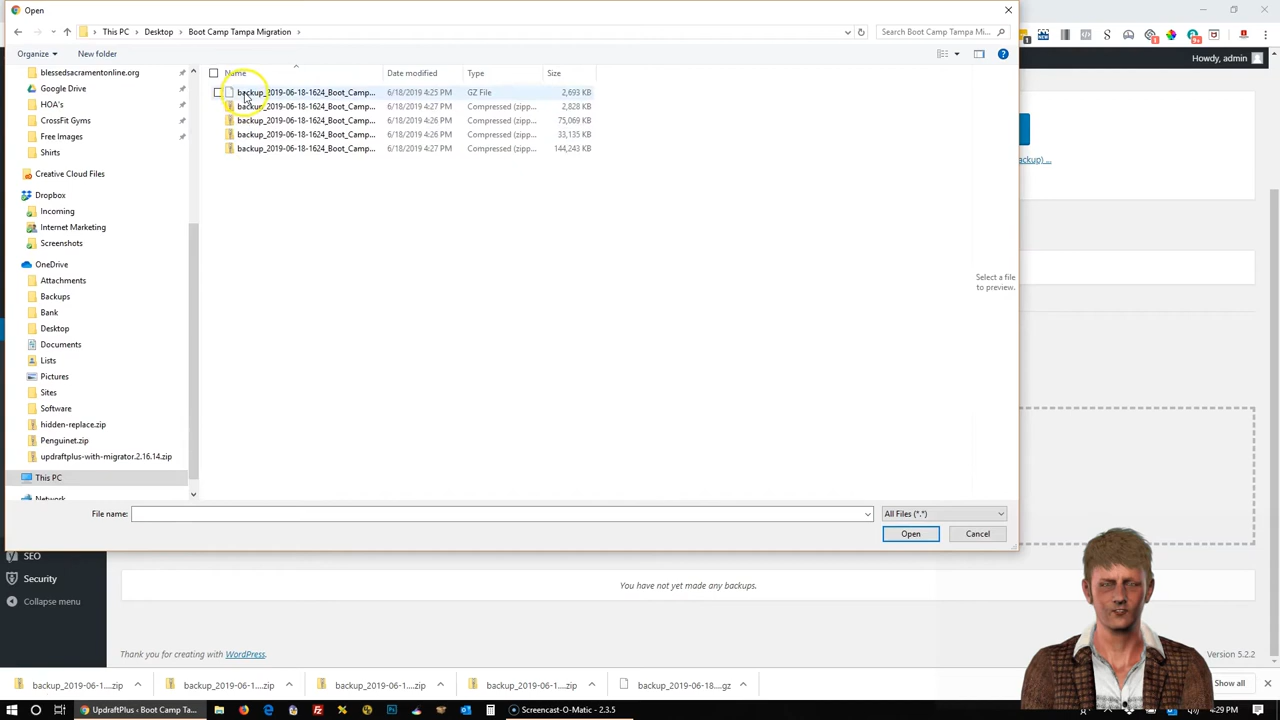 Open
This PC > Desktop > Boot Camp Tampa Migration >
Search Boot Camp Tampa Mi...
Organize
New folder
Howdy, admin
Name
Date modified
Type
Size
backup_2019-06-18-1624_Boot_Camp... 6/18/2019 4:25 PM GZ File 2,693 KB
backup_2019-06-18-1624_Boot_Camp... 6/18/2019 4:27 PM Compressed (zipp... 2,828 KB
backup_2019-06-18-1624_Boot_Camp... 6/18/2019 4:26 PM Compressed (zipp... 75,069 KB
backup_2019-06-18-1624_Boot_Camp... 6/18/2019 4:26 PM Compressed (zipp... 33,135 KB
backup_2019-06-18-1624_Boot_Camp... 6/18/2019 4:27 PM Compressed (zipp... 144,243 KB
blessedsacramentonline.org
Google Drive
HOA's
CrossFit Gyms
Free Images
Shirts
Creative Cloud Files
Dropbox
Incoming
Internet Marketing
Screenshots
OneDrive
Attachments
Backups
Bank
Desktop
Documents
Lists
Pictures
Sites
Software
hidden-replace.zip
Penguinet.zip
updraftplus-with-migrator.2.16.14.zip
This PC
Network
ackup) ...
Select a file
to preview.
File name:
All Files (*.*)
Open
Cancel
SEO
Security
Collapse menu
You have not yet made any backups.
Thank you for creating with WordPress.
Version 5.2.2
backup_2019-06-1....zip
backup_2019-06-1....zip
backup_2019-06-1....zip
backup_2019-06-1....zip
backup_2019-06-18....gz
Show all
UpdraftPlus ‹ Boot Camp Ta...
Screencast-O-Matic - 2.3.5
4:29 PM